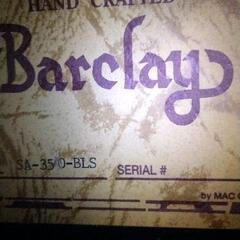 HAND CRAFTED
Barclay
SA-350-BLS
SERIAL #
by MAC